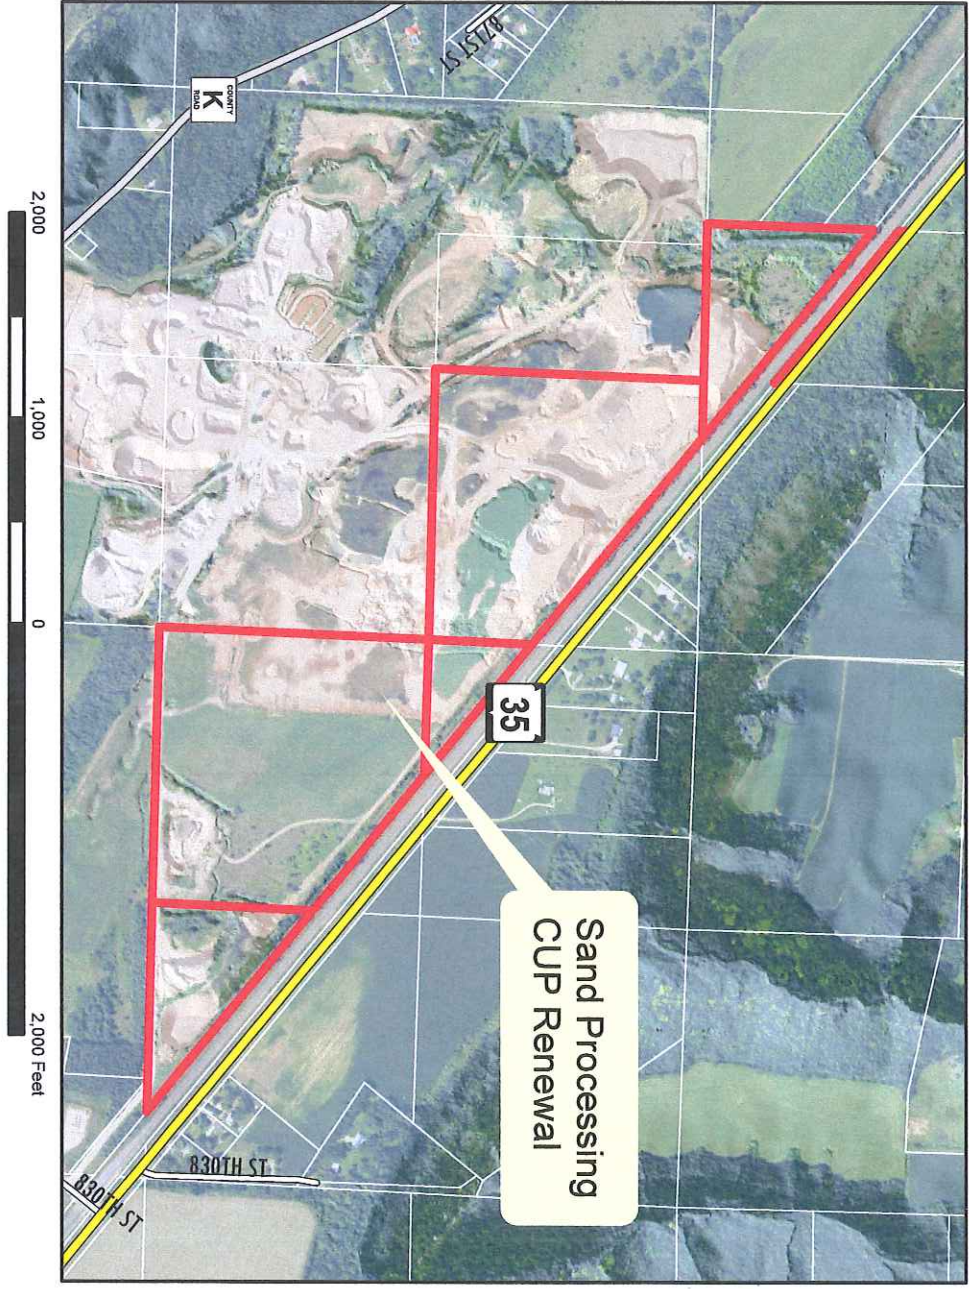 871ST ST
COUNTY
K
ROAD
35
Sand Processing
CUP Renewal
830TH ST
830TH ST
2,000
1,000
0
2,000 Feet